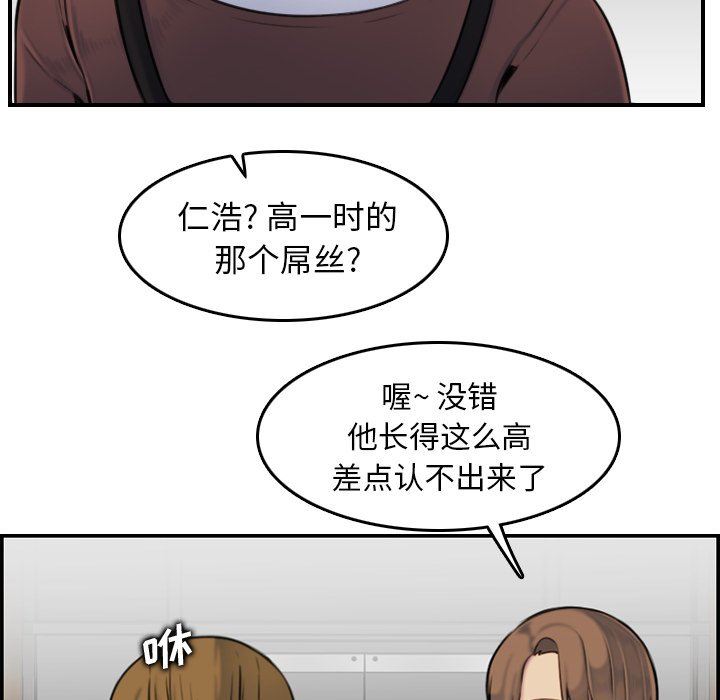 仁浩? 高一时的
那个屌丝?
喔~ 没错
他长得这么高
差点认不出来了
咻